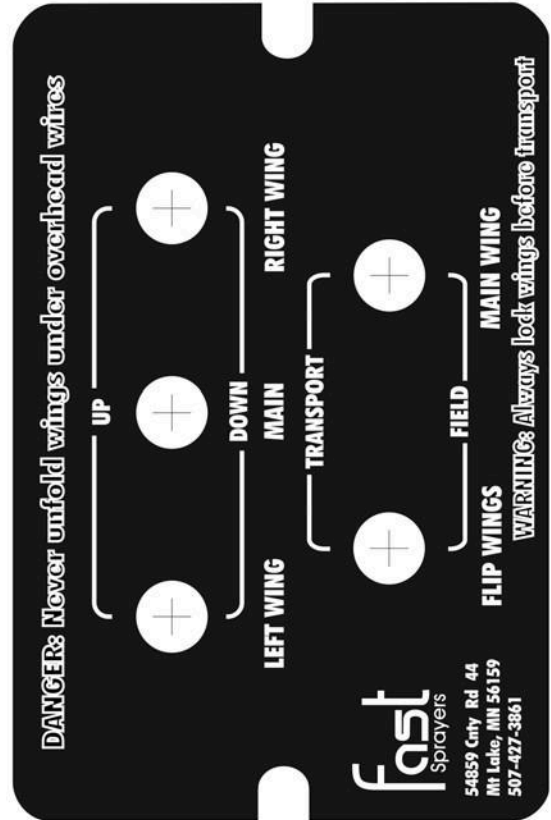 DANGER: Never unfold wings under overhead wires
UP
DOWN
LEFT WING MAIN RIGHT WING
TRANSPORT
FIELD
FLIP WINGS MAIN WING
WARNING: Always lock wings before transport
fast
Sprayers
54859 Cnty Rd 44
Mt Lake, MN 56159
507-427-3861